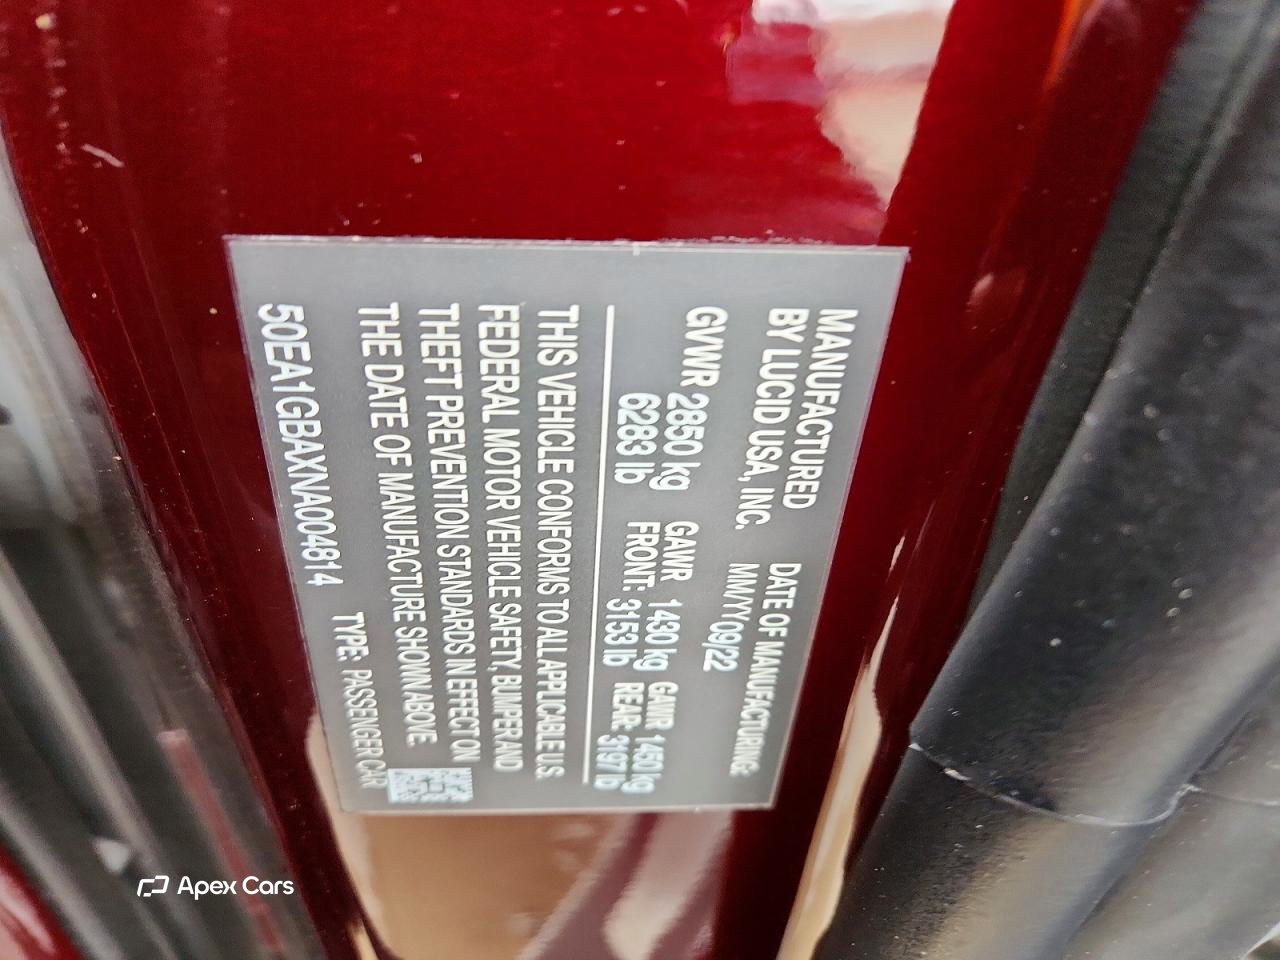 MANUFACTURED
BY LUCID USA, INC.
DATE OF MANUFACTURING:
MM/YY09/22
GVWR 2850 kg
6283 lb
GAWR 1430 kg
FRONT: 3153 lb
GAWR 1450 kg
REAR: 3197 lb
THIS VEHICLE CONFORMS TO ALL APPLICABLE U.S.
FEDERAL MOTOR VEHICLE SAFETY, BUMPER AND
THEFT PREVENTION STANDARDS IN EFFECT ON
THE DATE OF MANUFACTURE SHOWN ABOVE.
50EA1GBAXNA004814
TYPE: PASSENGER CAR
Apex Cars